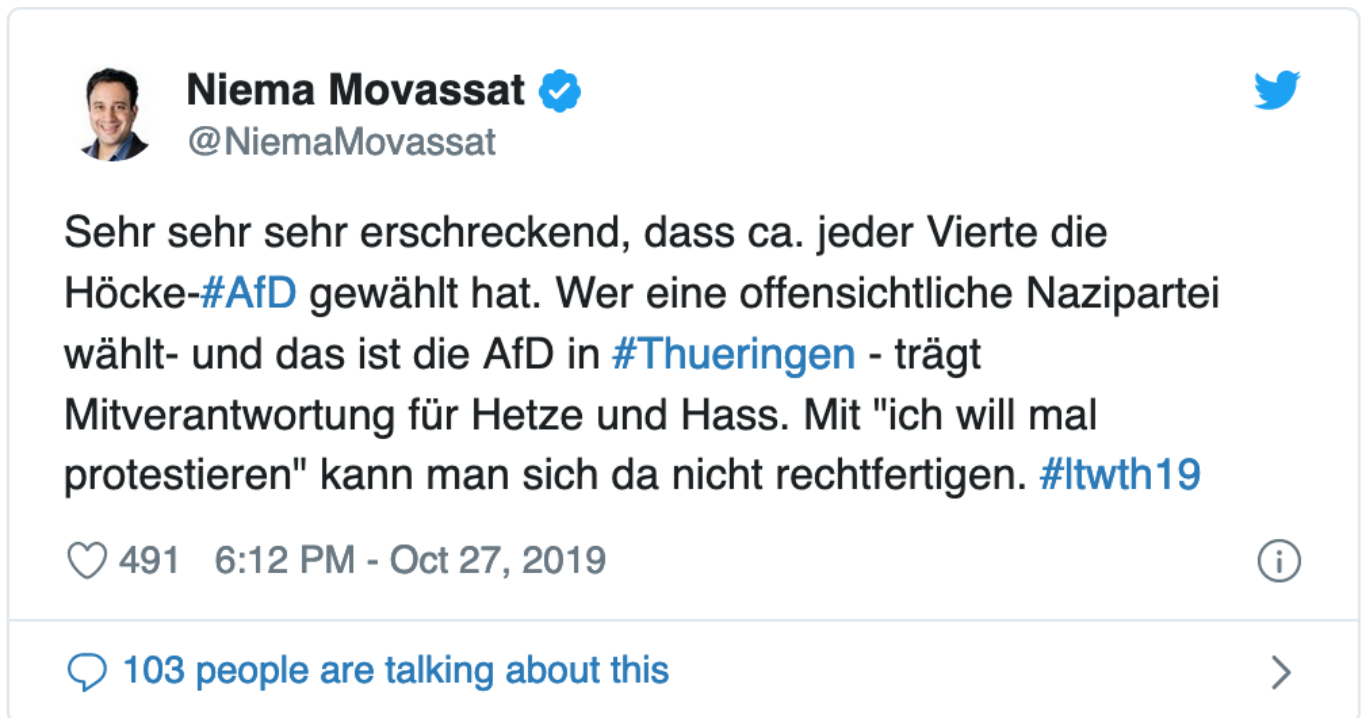 Niema Movassat
@NiemaMovassat
Sehr sehr sehr erschreckend, dass ca. jeder Vierte die
Höcke-#AfD gewählt hat. Wer eine offensichtliche Nazipartei
wählt- und das ist die AfD in #Thueringen - trägt
Mitverantwortung für Hetze und Hass. Mit "ich will mal
protestieren" kann man sich da nicht rechtfertigen. #ltwth19
491 6:12 PM - Oct 27, 2019
103 people are talking about this